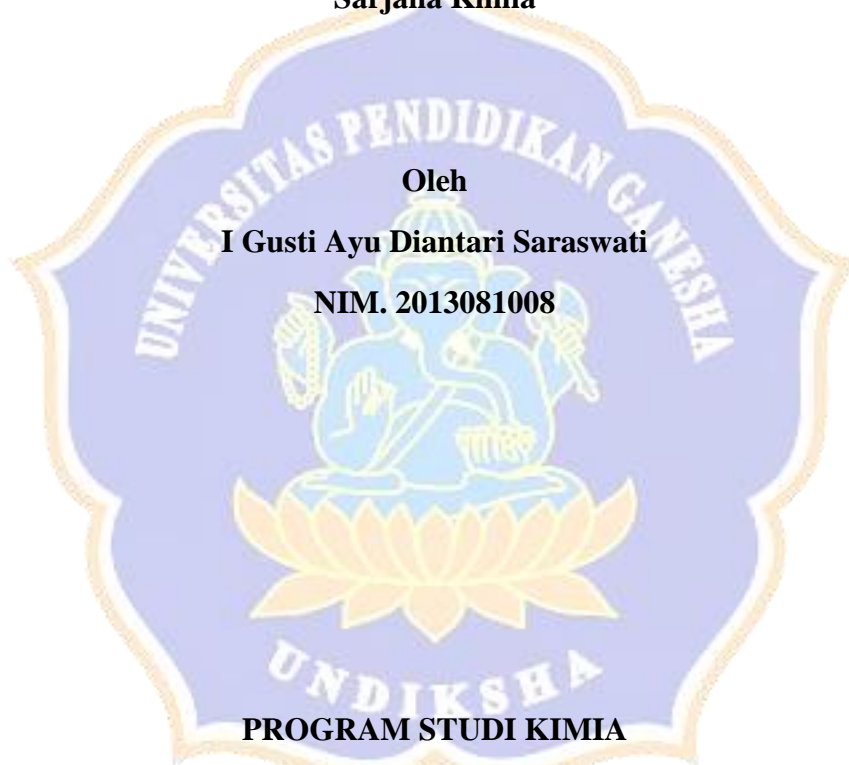 Sarjana Kimia
UNIVERSITAS PENDIDIKAN GANESHA
Oleh
I Gusti Ayu Diantari Saraswati
NIM. 2013081008
UNDIKSHA
PROGRAM STUDI KIMIA